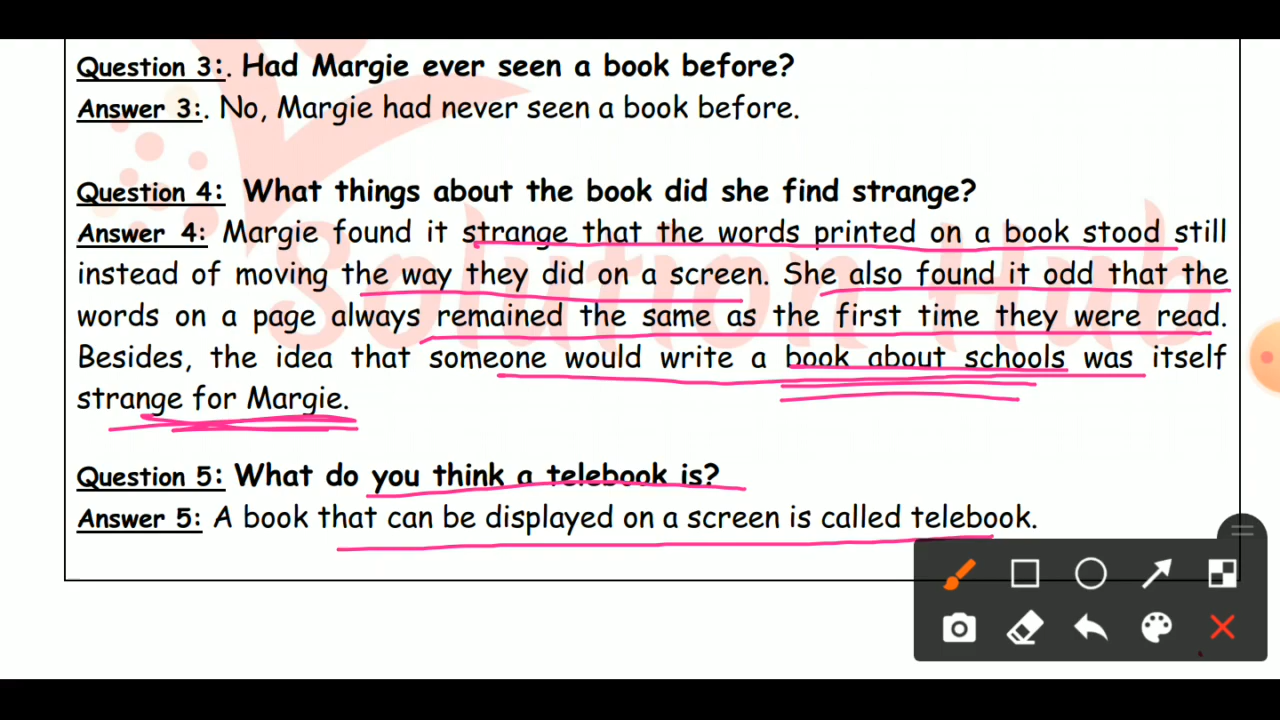 Question 3:. Had Margie ever seen a book before?
Answer 3:. No, Margie had never seen a book before.
Question 4: What things about the book did she find strange?
Answer 4: Margie found it strange that the words printed on a book stood still
instead of moving the way they did on a screen. She also found it odd that the
words on a page always remained the same as the first time they were read.
Besides, the idea that someone would write a book about schools was itself
strange for Margie.
Question 5: What do you think a telebook is?
Answer 5: A book that can be displayed on a screen is called telebook.
Solution Hub